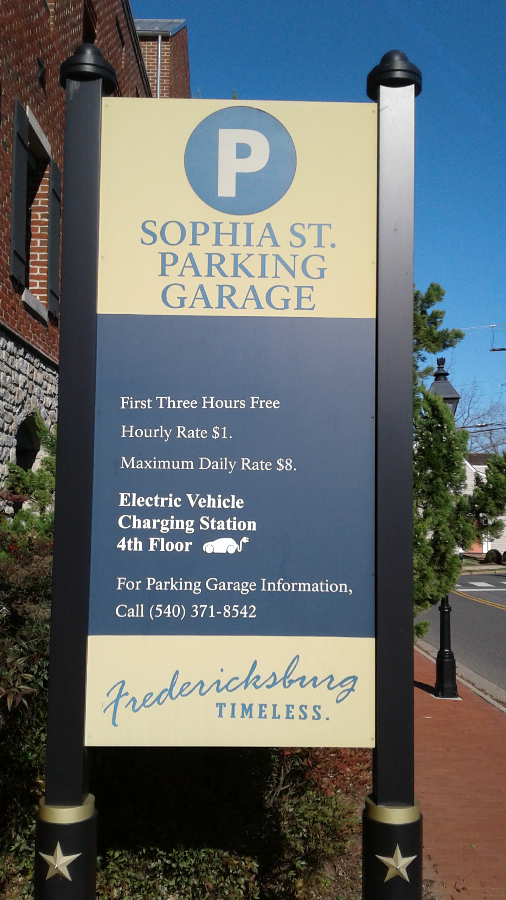 P
SOPHIA ST.
PARKING
GARAGE
First Three Hours Free
Hourly Rate $1.
Maximum Daily Rate $8.
Electric Vehicle
Charging Station
4th Floor
For Parking Garage Information,
Call (540) 371-8542
Fredericksburg
TIMELESS.